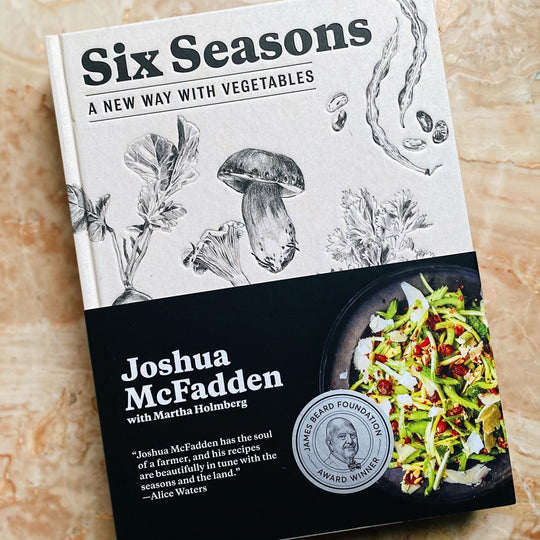 Six Seasons
A NEW WAY WITH VEGETABLES
Joshua
McFadden
with Martha Holmberg
“Joshua McFadden has the soul
of a farmer, and his recipes
are beautifully in tune with the
seasons and the land.”
—Alice Waters
JAMES BEARD FOUNDATION
AWARD WINNER